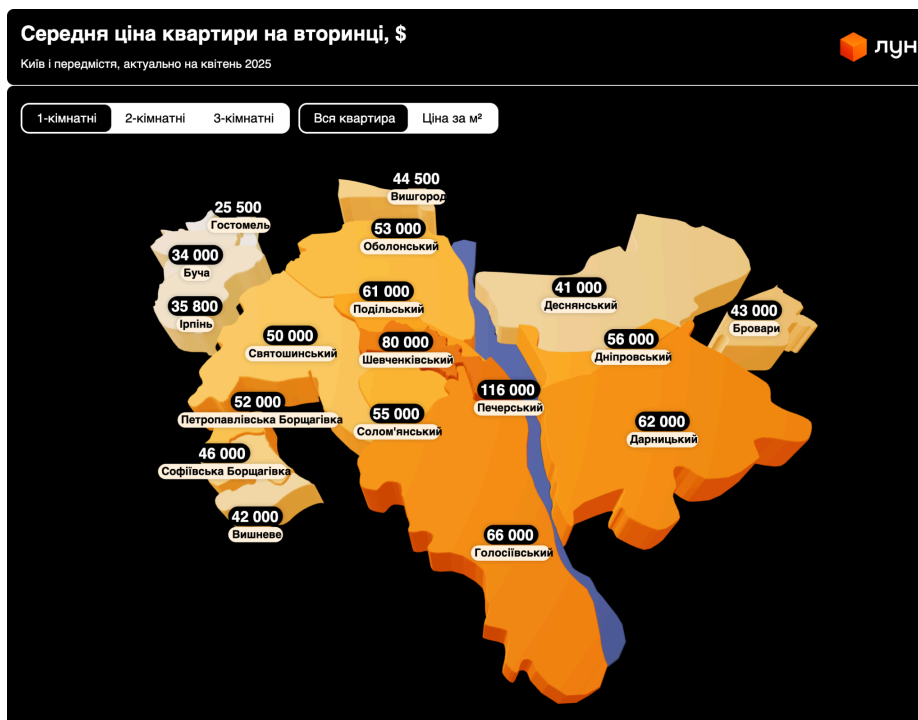 Середня ціна квартири на вторинці, $
Київ і передмістя, актуально на квітень 2025
лун
1-кімнатні 2-кімнатні 3-кімнатні Вся квартира Ціна за м²
44 500
Вишгород
25 500
Гостомель
53 000
Оболонський
34 000
Буча
41 000
Деснянський
61 000
Подільський
35 800
Ірпінь
43 000
Бровари
50 000
Святошинський
80 000
Шевченківський
56 000
Дніпровський
116 000
Печерський
52 000
Петропавлівська Борщагівка
55 000
Солом'янський
62 000
Дарницький
46 000
Софіївська Борщагівка
42 000
Вишневе
66 000
Голосіївський